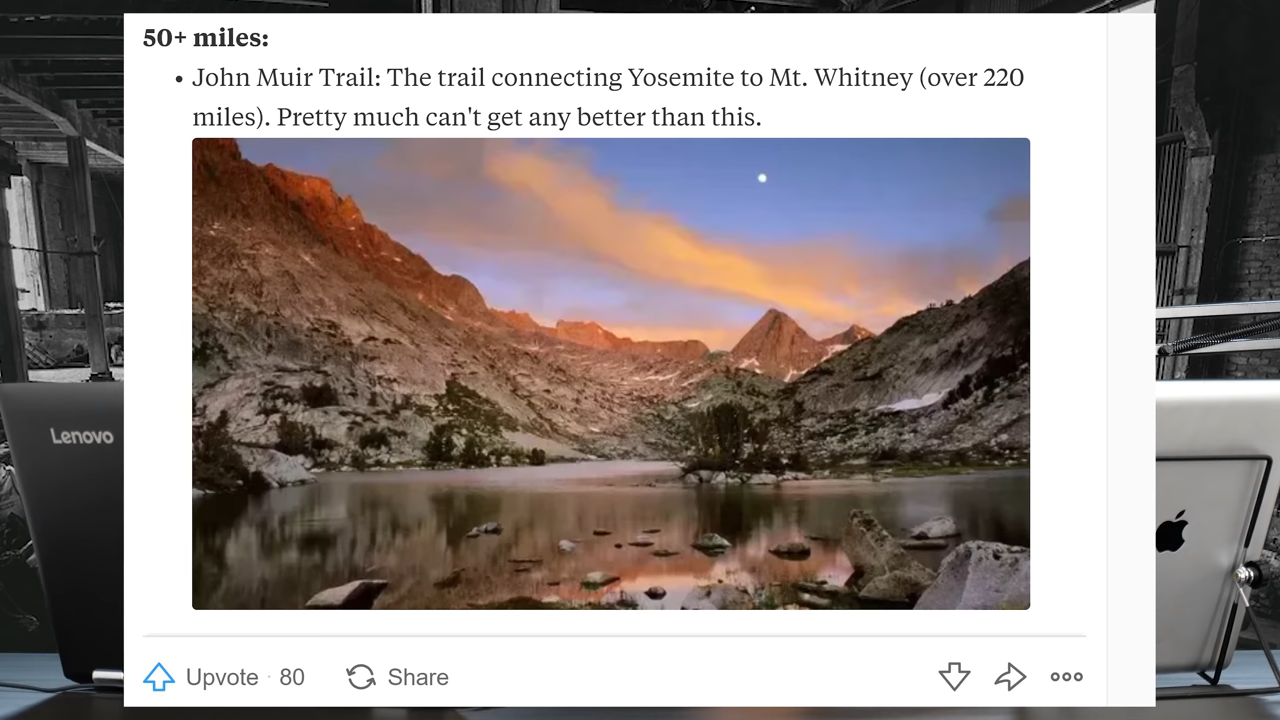 50+ miles:
• John Muir Trail: The trail connecting Yosemite to Mt. Whitney (over 220
miles). Pretty much can't get any better than this.
Lenovo
Upvote · 80
Share